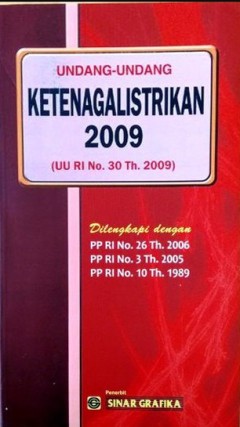 UNDANG-UNDANG
KETENAGALISTRIKAN
2009
(UU RI No. 30 Th. 2009)
Dilengkapi dengan
PP RI No. 26 Th. 2006
PP RI No. 3 Th. 2005
PP RI No. 10 Th. 1989
Penerbit
SINAR GRAFIKA